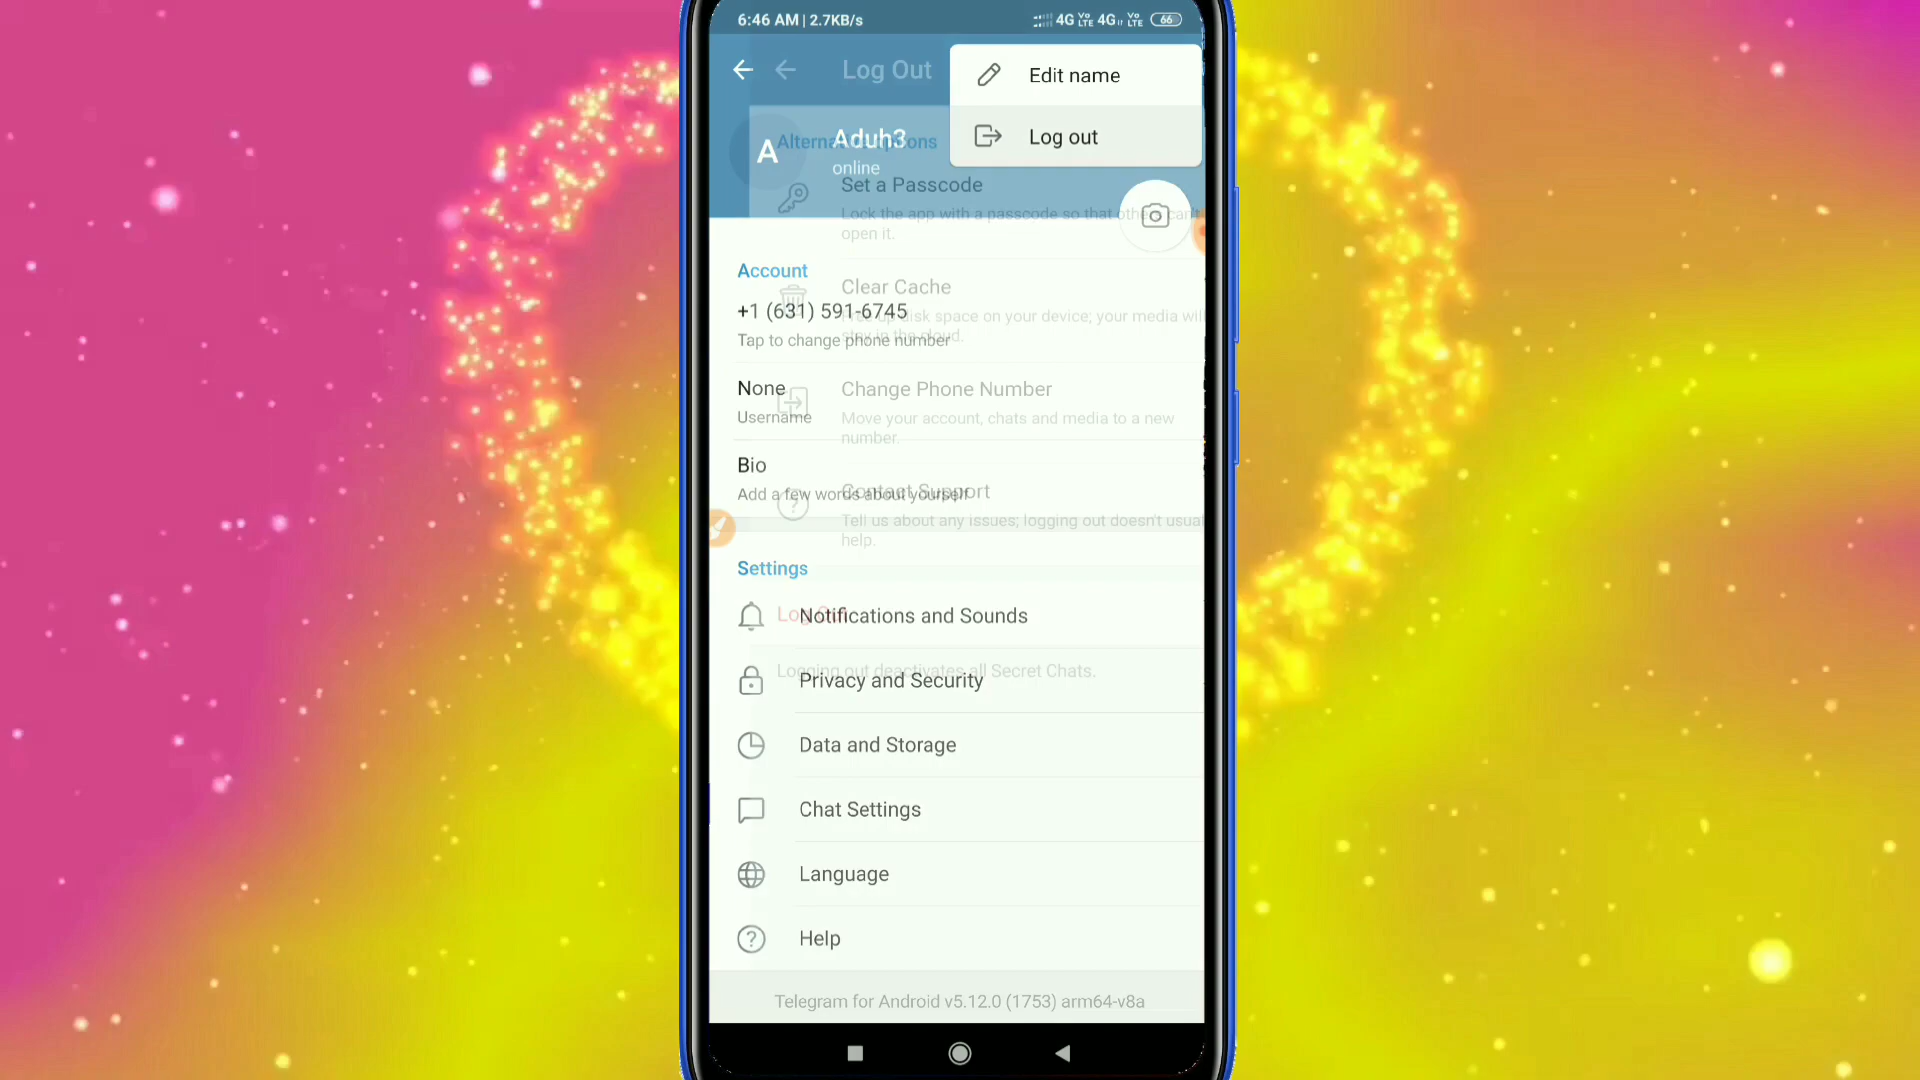 6:46 AM | 2.7KB/s
4G Vo LTE 4G Vo LTE 66
Log Out
Edit name
Log out
A
Aduh3
online
Set a Passcode
Lock the app with a passcode so that others can't
open it.
Account
Clear Cache
+1 (631) 591-6745
Free up disk space on your device; your media will
stay in the cloud.
Tap to change phone number
None
Change Phone Number
Username
Move your account, chats and media to a new
number.
Bio
Contact Support
Add a few words about yourself
Tell us about any issues; logging out doesn't usual
help.
Settings
Log Out
Notifications and Sounds
Logging out deactivates all Secret Chats.
Privacy and Security
Data and Storage
Chat Settings
Language
Help
Telegram for Android v5.12.0 (1753) arm64-v8a